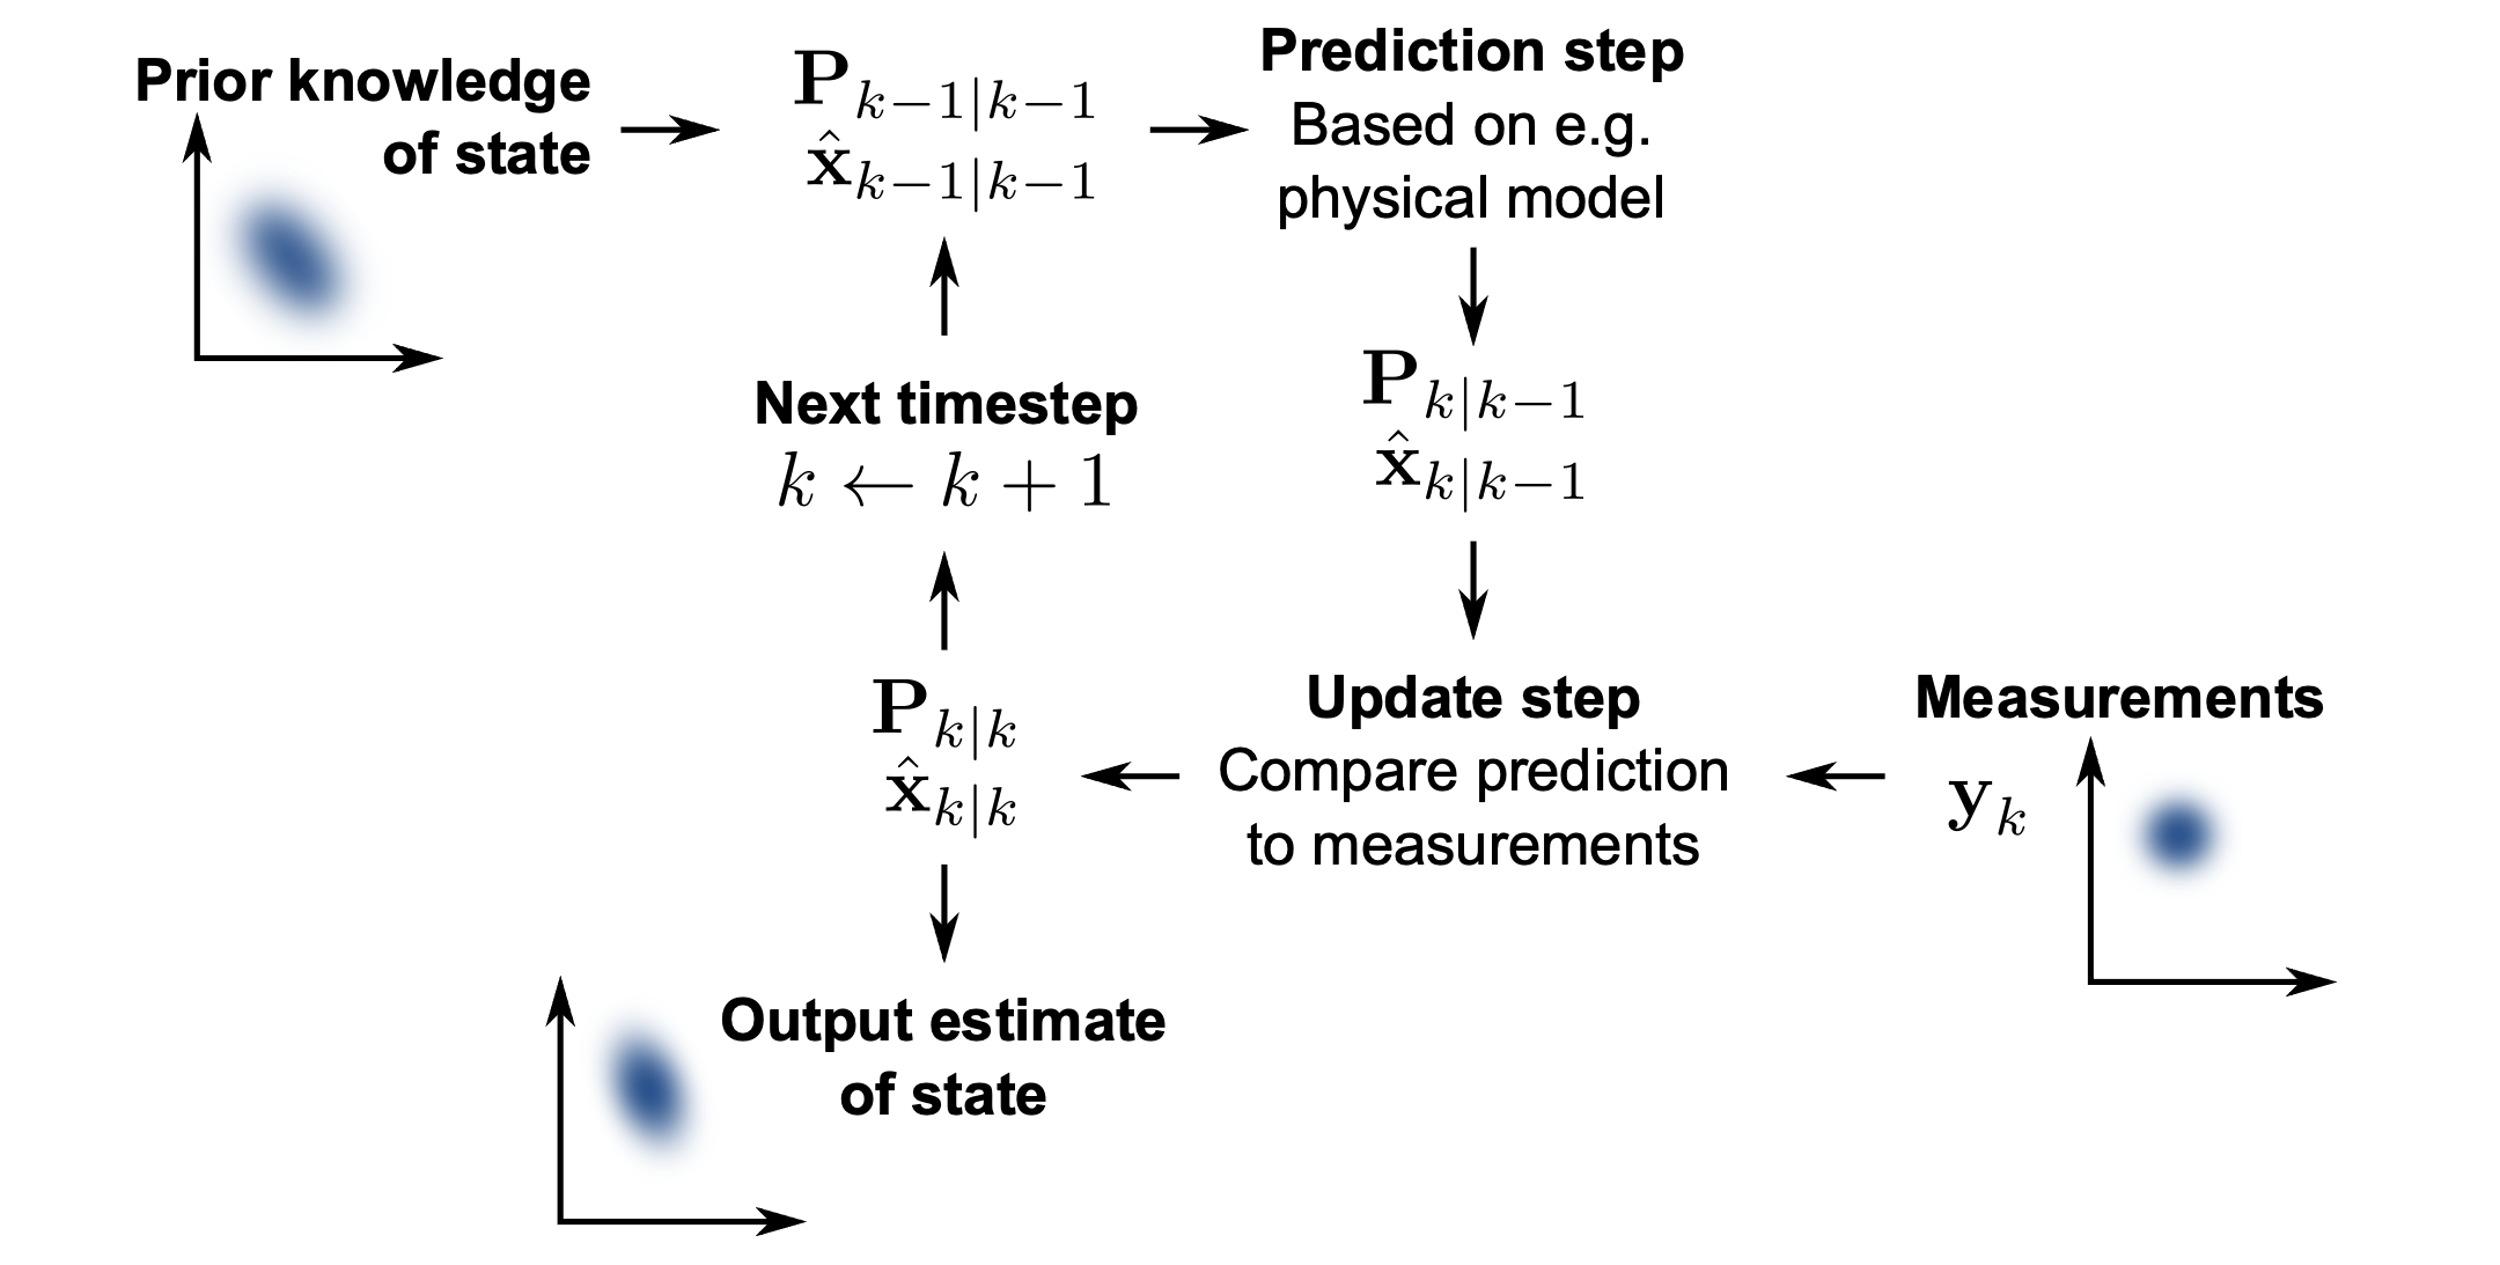 Prior knowledge
of state
P_{k−1|k−1}
x̂_{k−1|k−1}
Prediction step
Based on e.g.
physical model
Next timestep
k ← k + 1
P_{k|k−1}
x̂_{k|k−1}
P_{k|k}
x̂_{k|k}
Update step
Compare prediction
to measurements
Measurements
y_k
Output estimate
of state